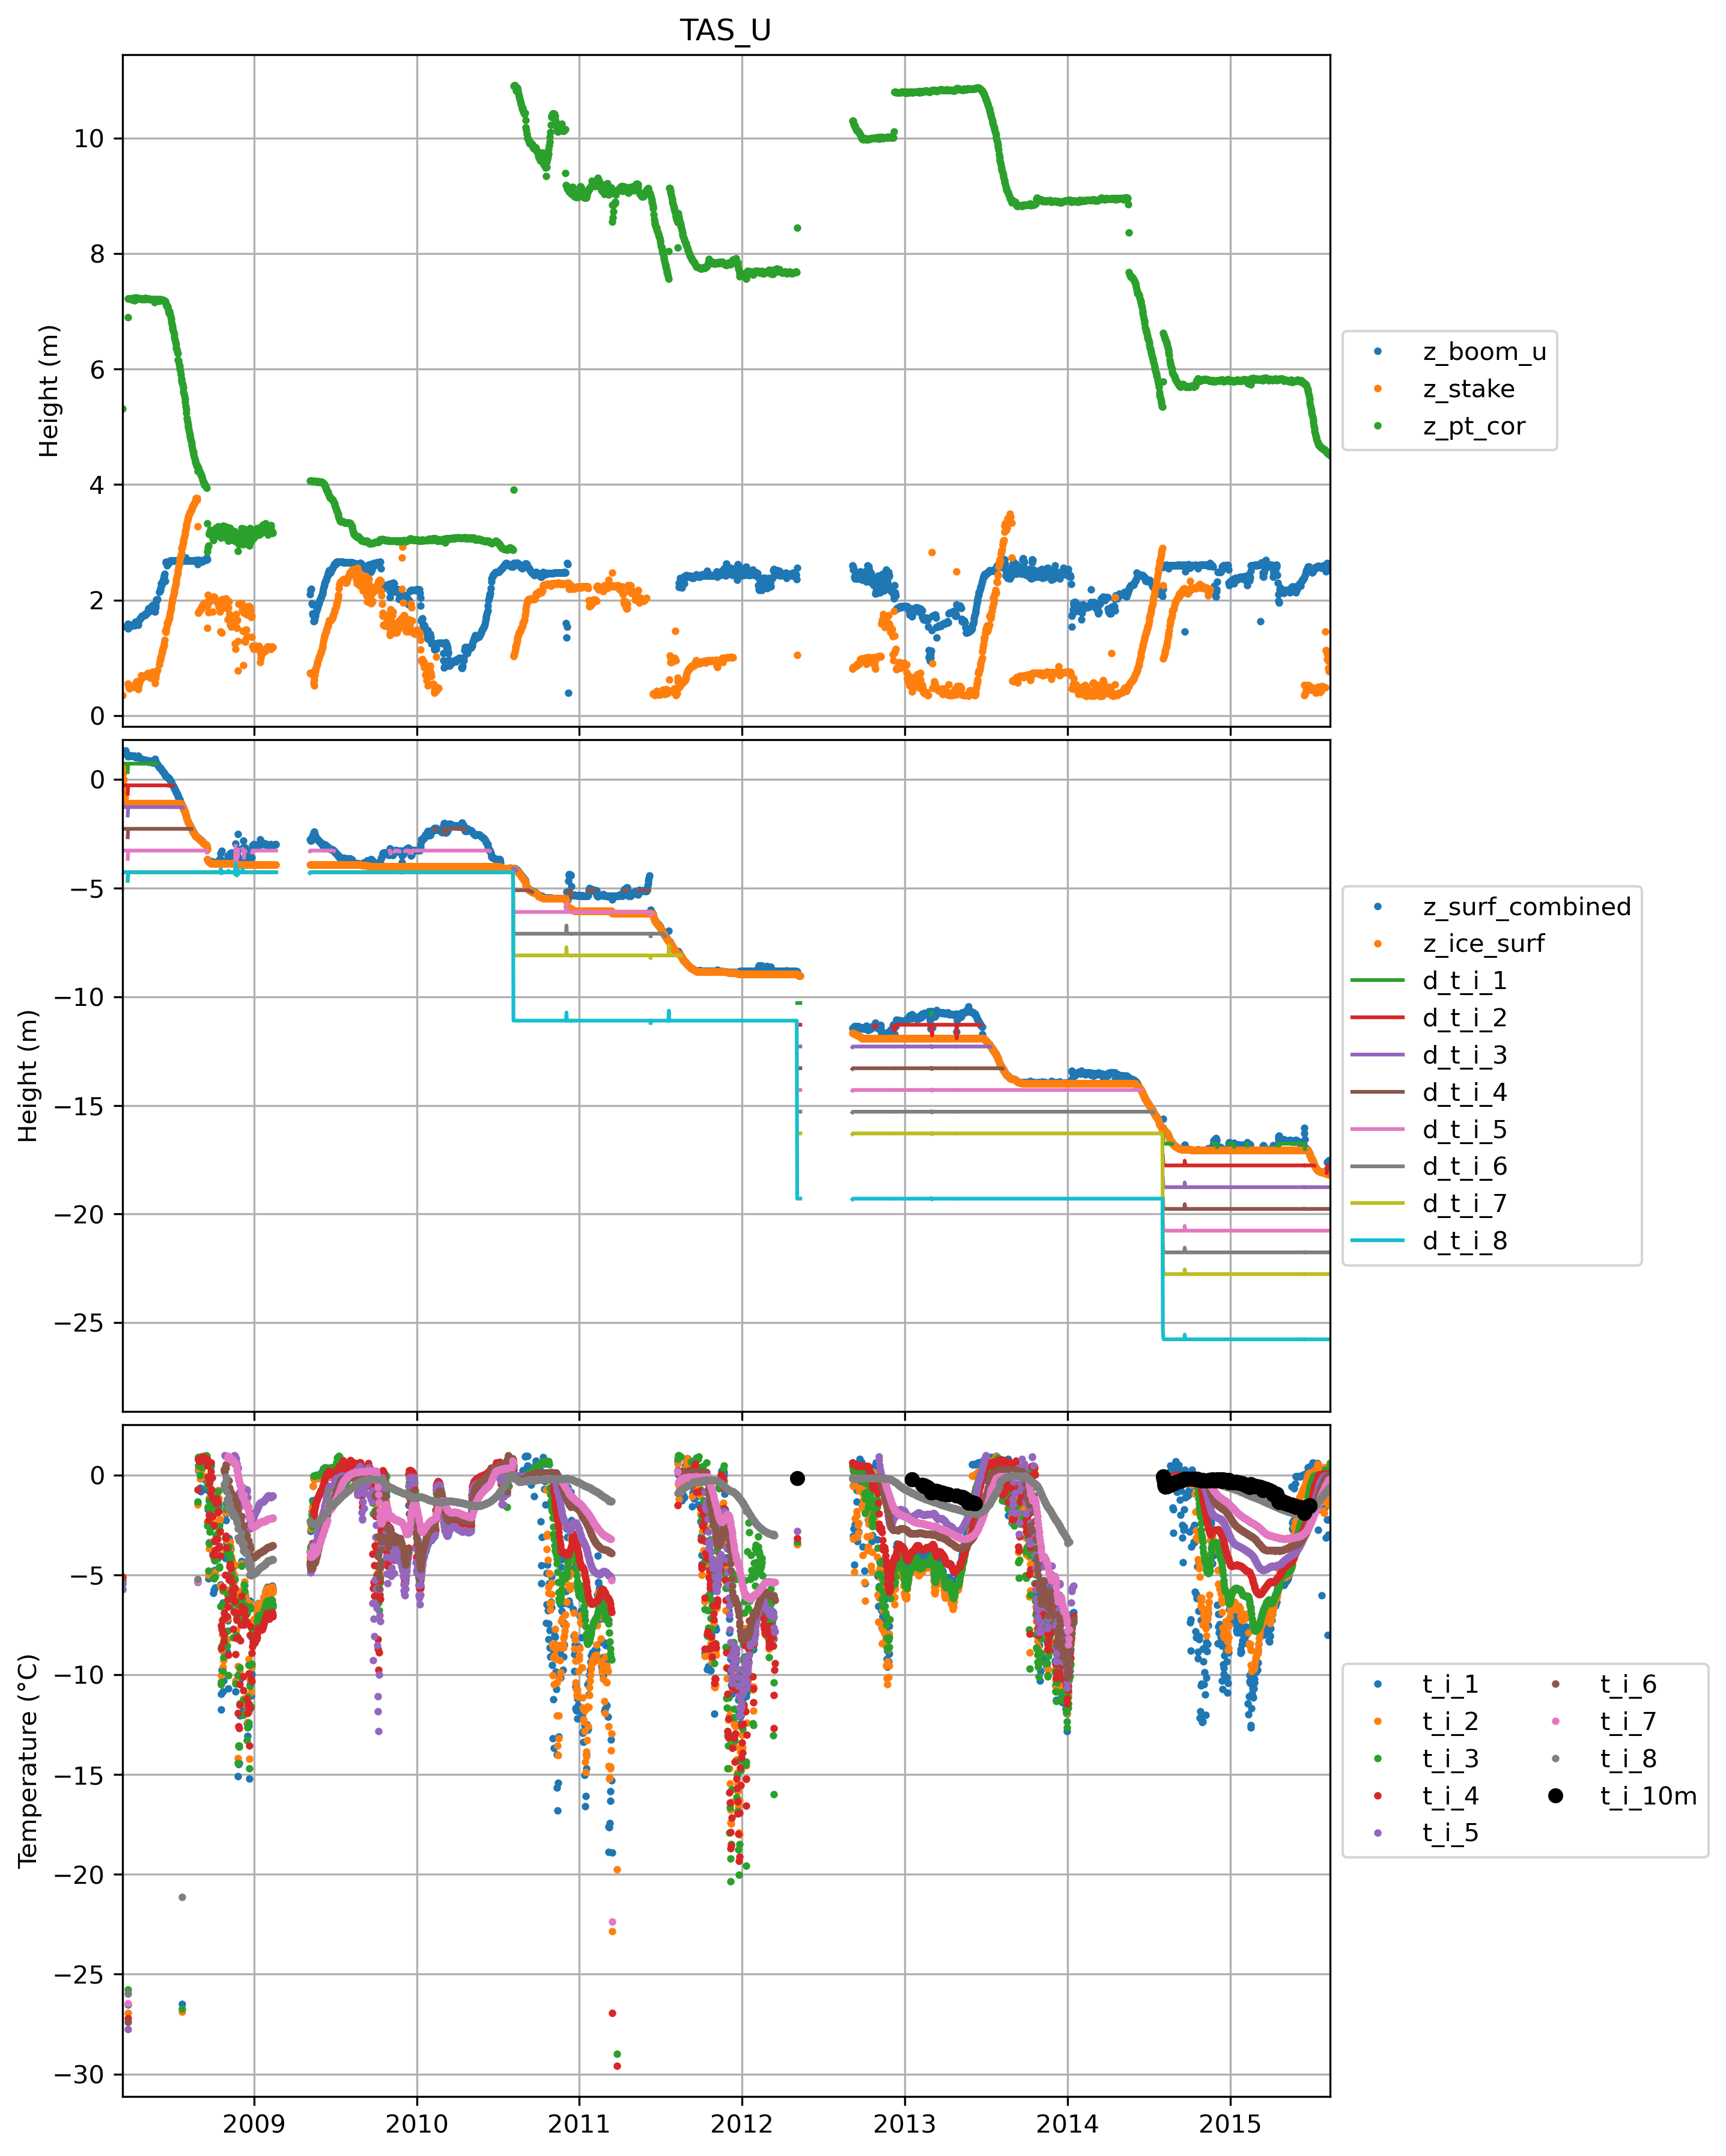 TAS_U
10
8
6
4
2
0
Height (m)
z_boom_u
z_stake
z_pt_cor
0
−5
−10
−15
−20
−25
Height (m)
z_surf_combined
z_ice_surf
d_t_i_1
d_t_i_2
d_t_i_3
d_t_i_4
d_t_i_5
d_t_i_6
d_t_i_7
d_t_i_8
0
−5
−10
−15
−20
−25
−30
Temperature (°C)
t_i_1
t_i_2
t_i_3
t_i_4
t_i_5
t_i_6
t_i_7
t_i_8
t_i_10m
2009 2010 2011 2012 2013 2014 2015